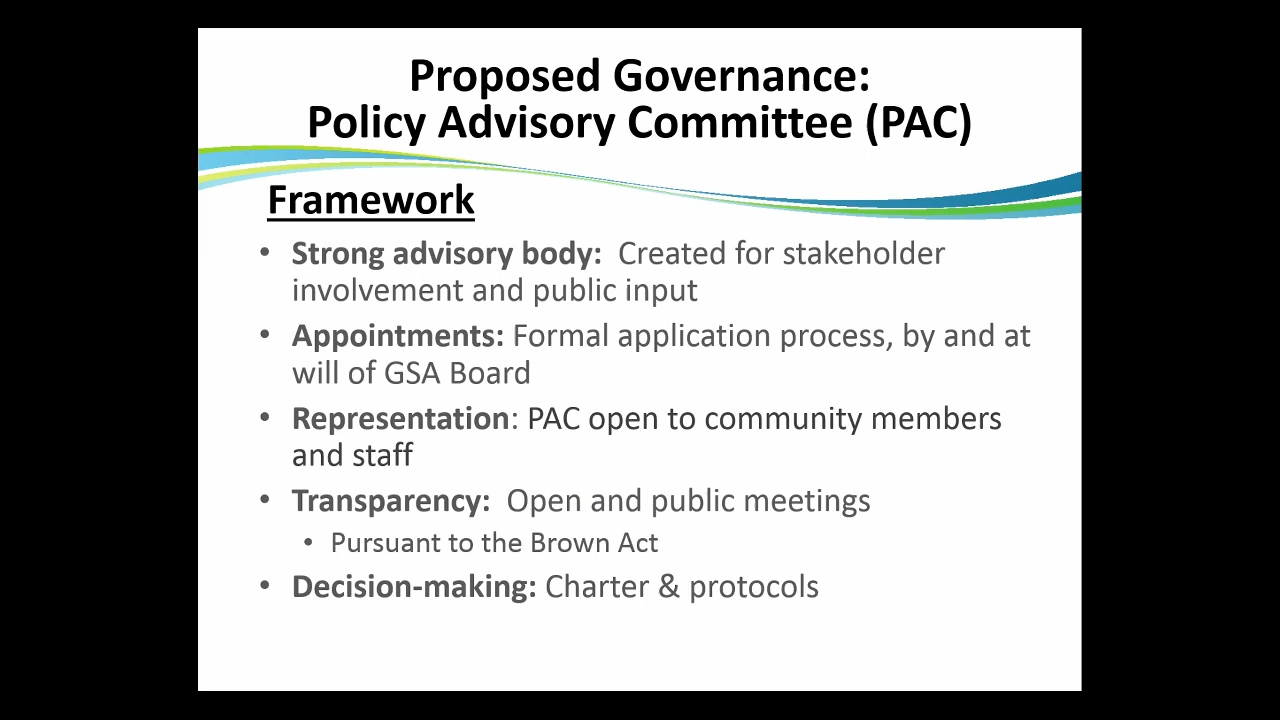 Proposed Governance:
Policy Advisory Committee (PAC)
Framework
• Strong advisory body:  Created for stakeholder
involvement and public input
• Appointments: Formal application process, by and at
will of GSA Board
• Representation: PAC open to community members
and staff
• Transparency:  Open and public meetings
• Pursuant to the Brown Act
• Decision-making: Charter & protocols